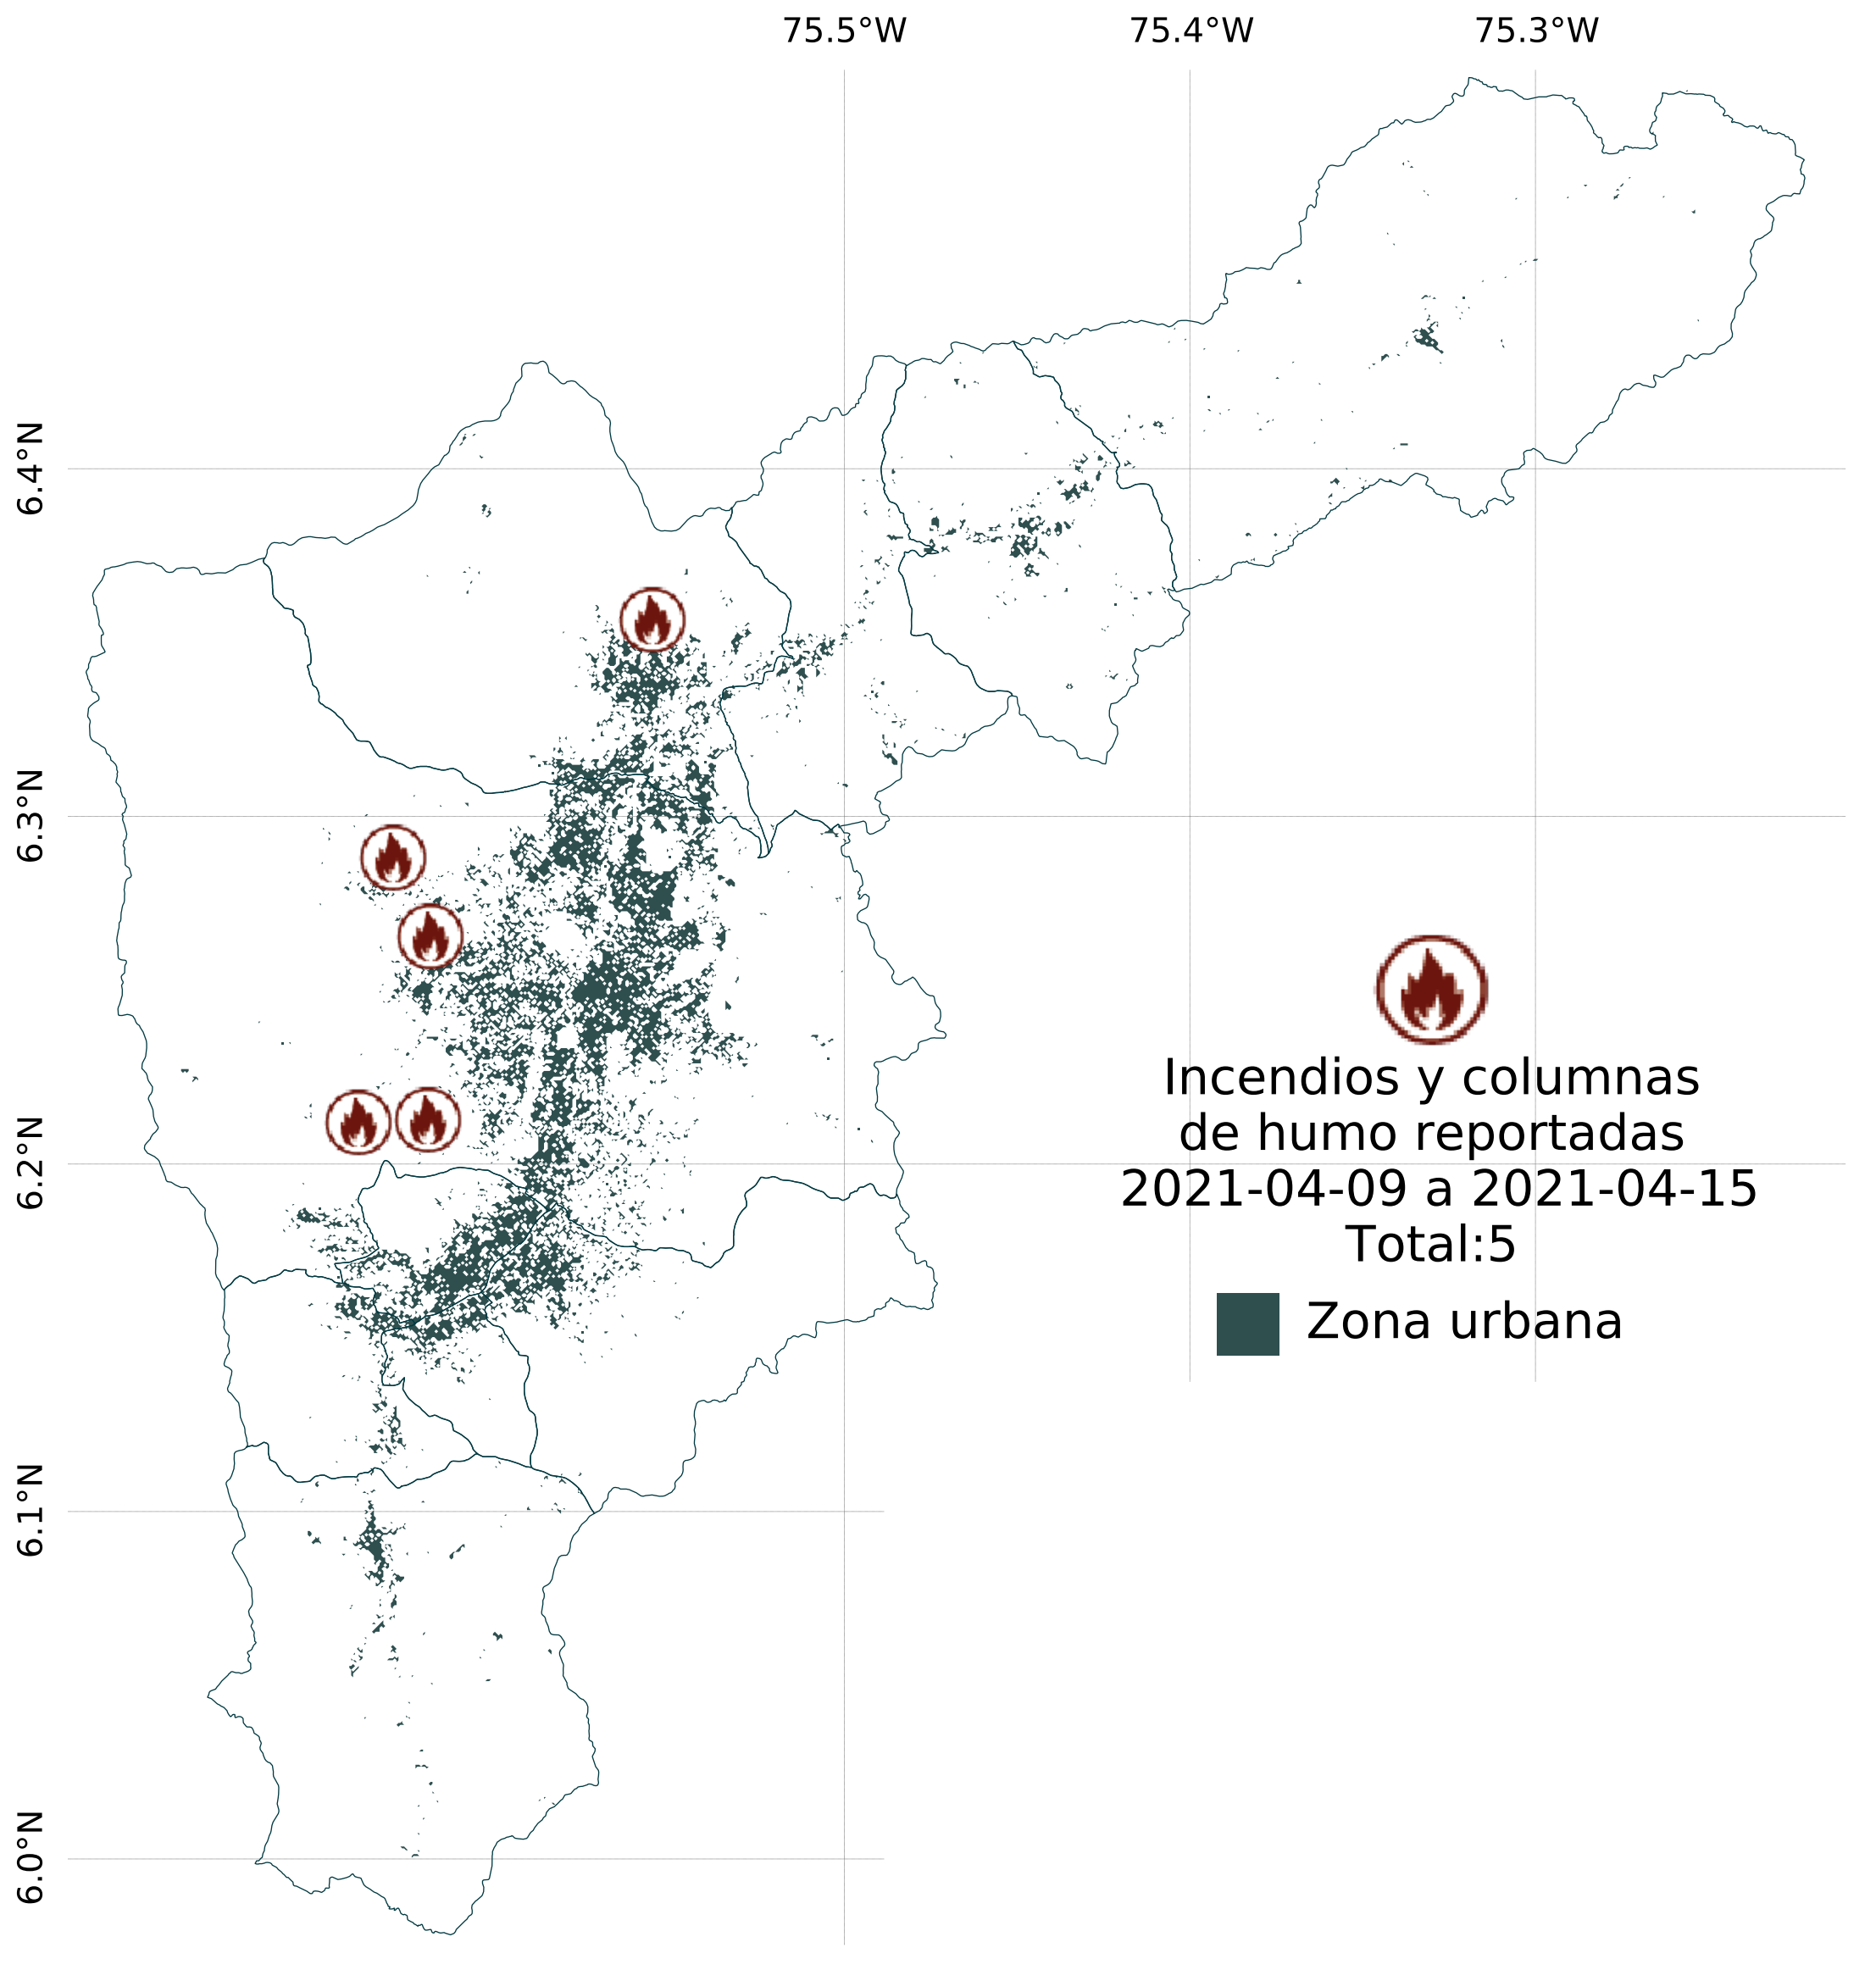 75.5°W 75.4°W 75.3°W
6.4°N
6.3°N
6.2°N
6.1°N
6.0°N
Incendios y columnas
de humo reportadas
2021-04-09 a 2021-04-15
Total:5
Zona urbana